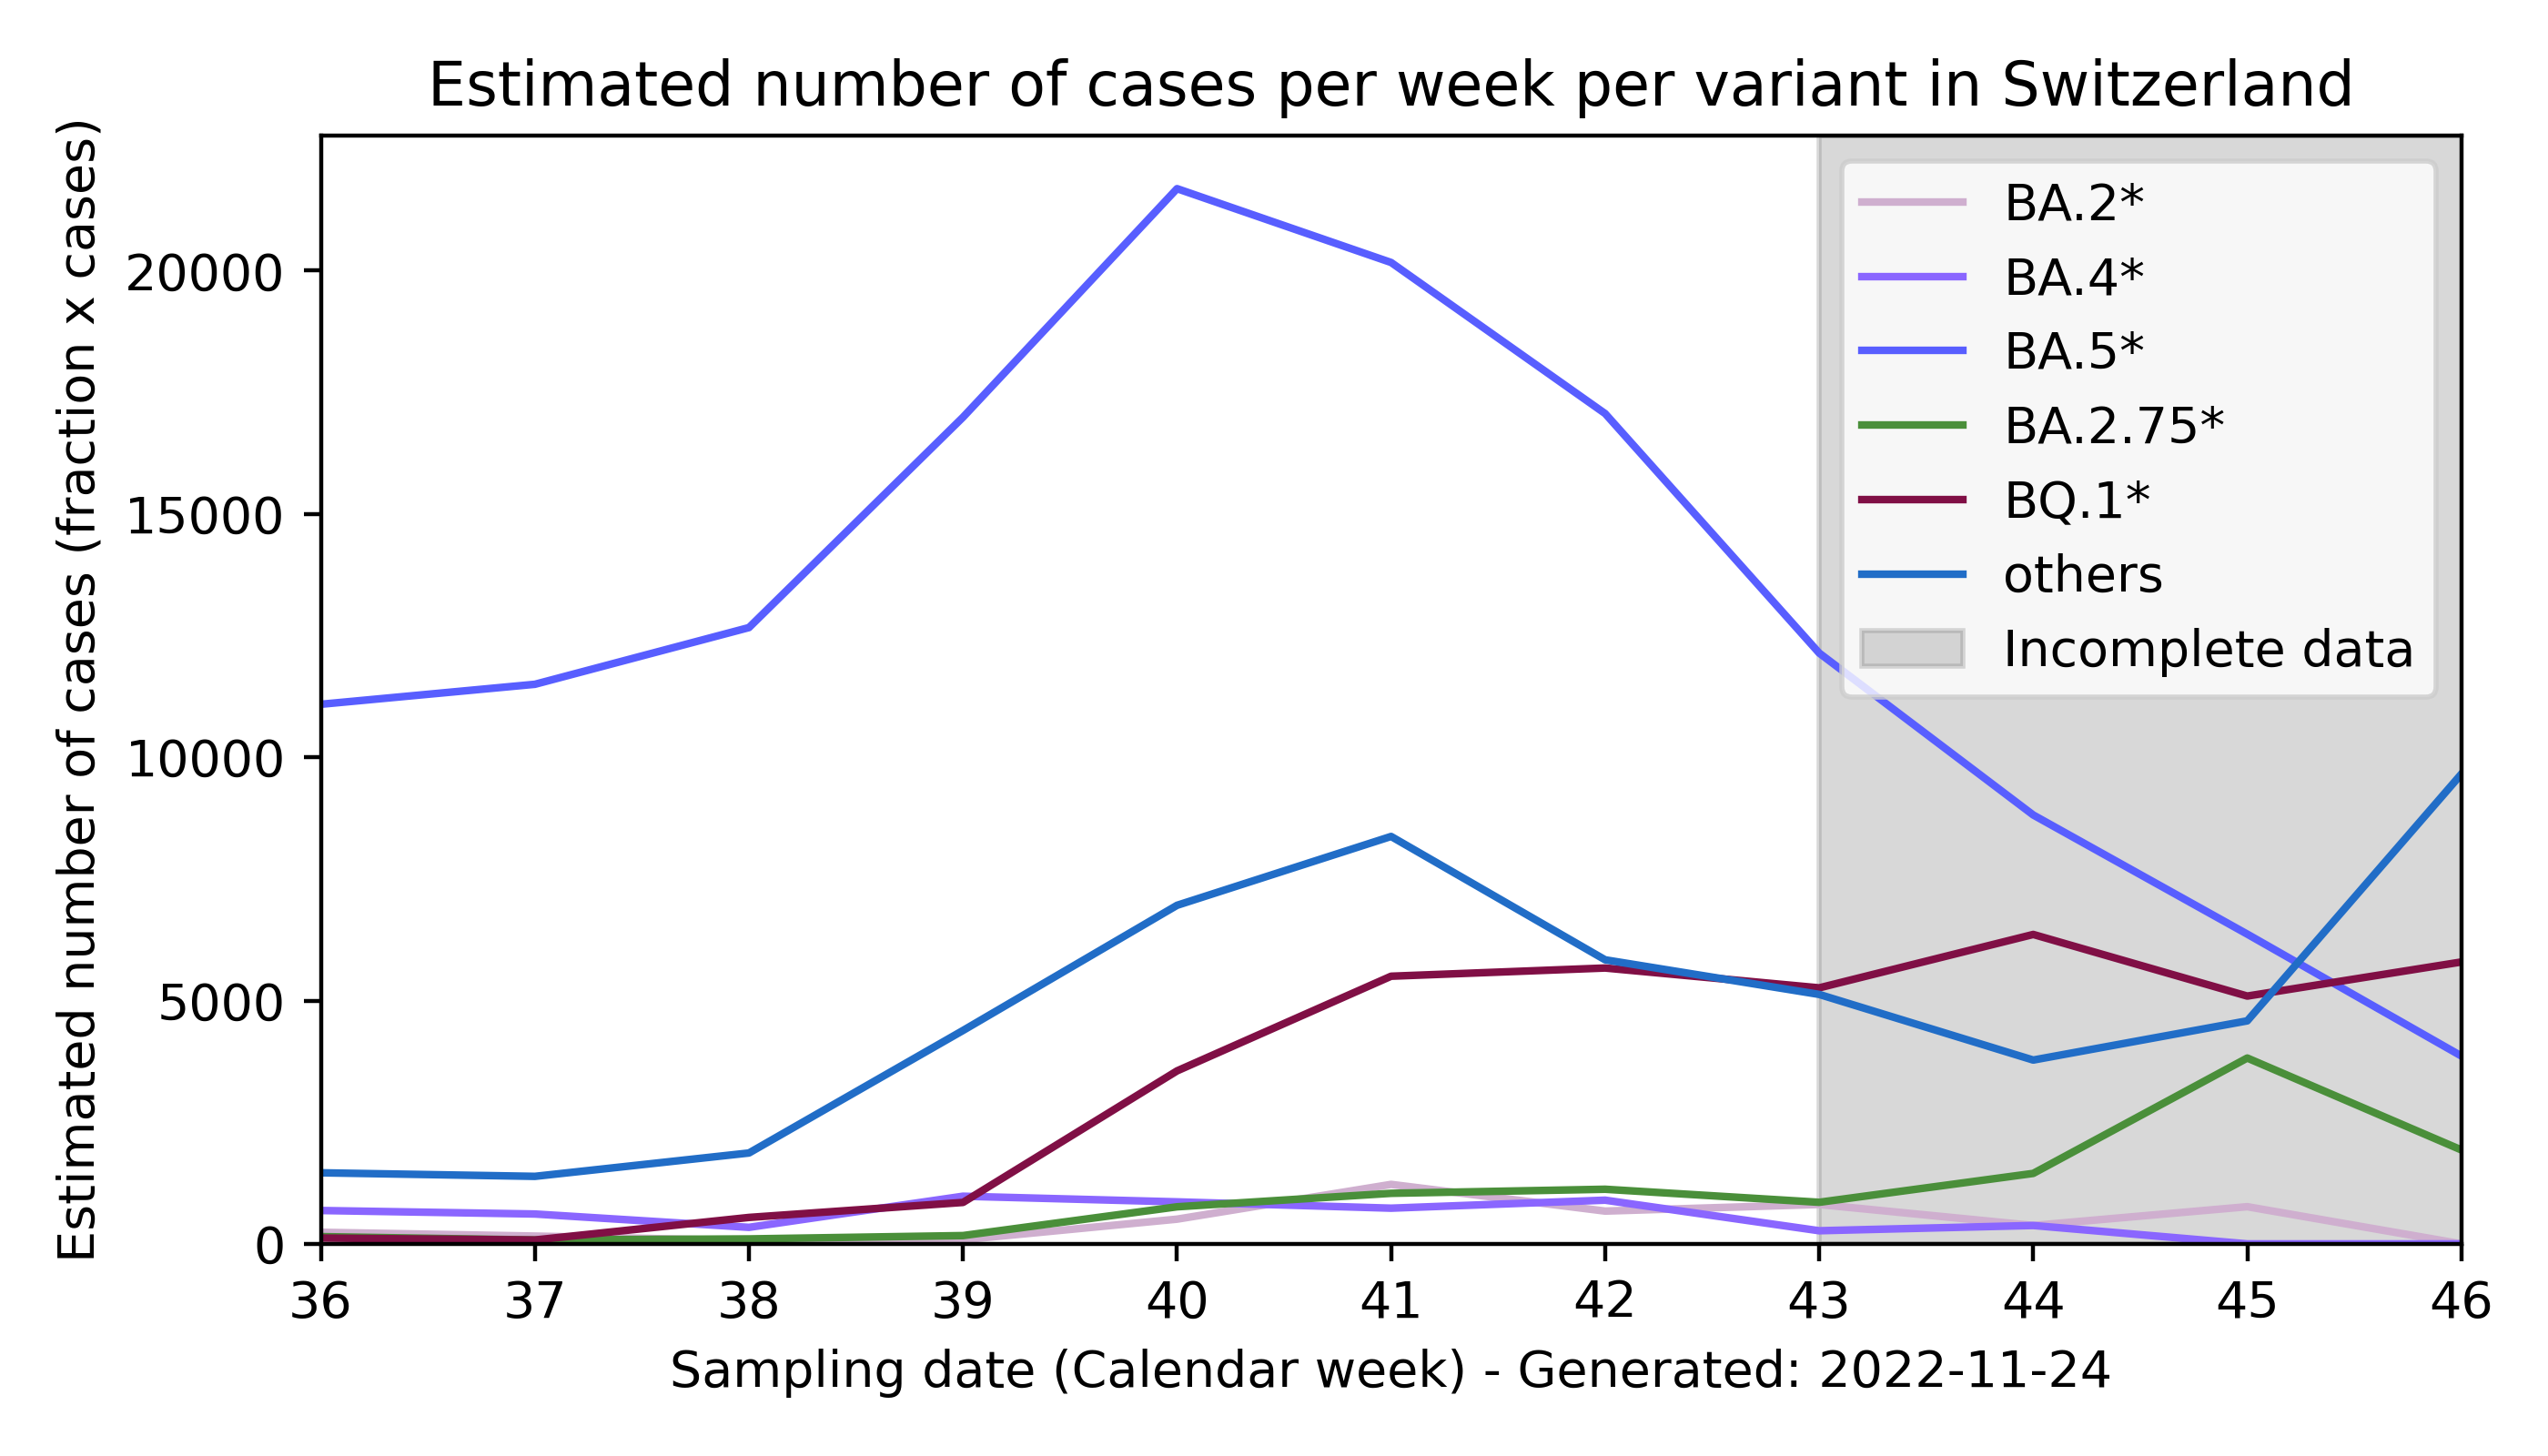 Estimated number of cases per week per variant in Switzerland
Estimated number of cases (fraction x cases)
20000
15000
10000
5000
0
BA.2*
BA.4*
BA.5*
BA.2.75*
BQ.1*
others
Incomplete data
36 37 38 39 40 41 42 43 44 45 46
Sampling date (Calendar week) - Generated: 2022-11-24